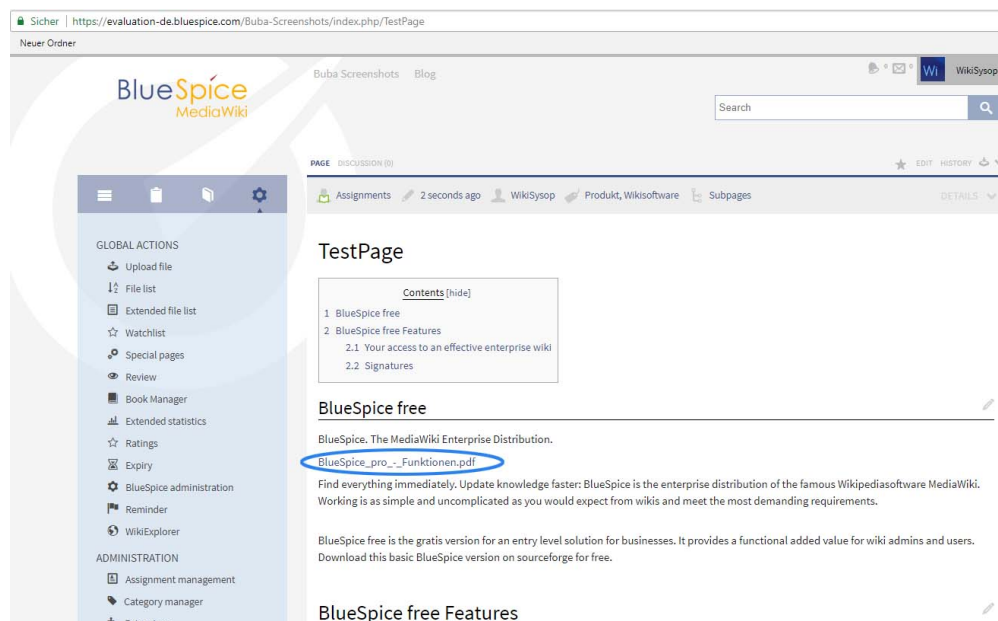 Sicher | https://evaluation-de.bluespice.com/Buba-Screenshots/index.php/TestPage
Neuer Ordner
BlueSpice
MediaWiki
Buba Screenshots Blog
0 0 Wi WikiSysop
Search
PAGE DISCUSSION (0)
EDIT HISTORY
Assignments 2 seconds ago WikiSysop Produkt, Wikisoftware Subpages
DETAILS
GLOBAL ACTIONS
Upload file
File list
Extended file list
Watchlist
Special pages
Review
Book Manager
Extended statistics
Ratings
Expiry
BlueSpice administration
Reminder
WikiExplorer
ADMINISTRATION
Assignment management
Category manager
TestPage
Contents [hide]
1 BlueSpice free
2 BlueSpice free Features
2.1 Your access to an effective enterprise wiki
2.2 Signatures
BlueSpice free
BlueSpice. The MediaWiki Enterprise Distribution.
BlueSpice_pro_-_Funktionen.pdf
Find everything immediately. Update knowledge faster: BlueSpice is the enterprise distribution of the famous Wikipediasoftware MediaWiki.
Working is as simple and uncomplicated as you would expect from wikis and meet the most demanding requirements.
BlueSpice free is the gratis version for an entry level solution for businesses. It provides a functional added value for wiki admins and users.
Download this basic BlueSpice version on sourceforge for free.
BlueSpice free Features